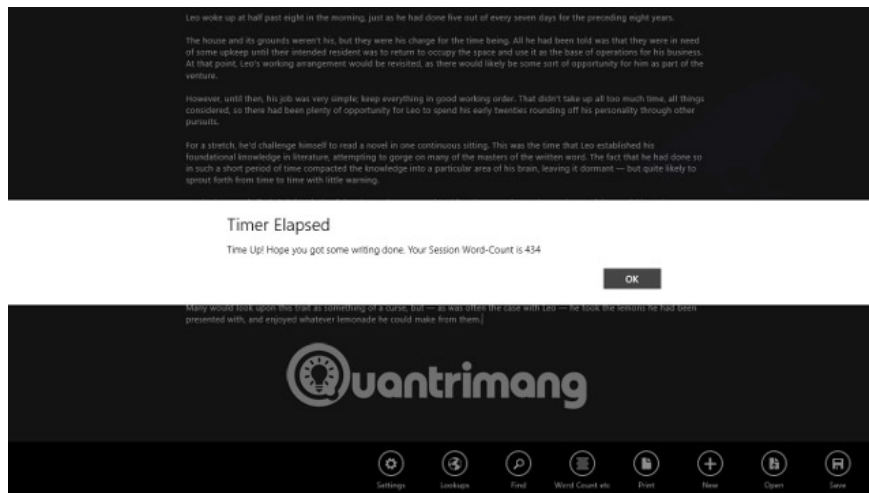 Leo woke up at half past eight in the morning, just as he had done five out of every seven days for the preceding eight years.
The house and its grounds weren't his, but they were his charge for the time being. All he had been told was that they were in need
of some upkeep until their intended resident was to return to occupy the space and use it as the base of operations for his business.
At that point, Leo's working arrangement would be revisited, as there would likely be some sort of opportunity for him as part of the
venture.
However, until then, his job was very simple; keep everything in good working order. That didn't take up all too much time, all things
considered, so there had been plenty of opportunity for Leo to spend his early twenties rounding off his personality through other
pursuits.
For a stretch, he'd challenge himself to read a novel in one continuous sitting. This was the time that Leo established his
foundational knowledge in literature, attempting to gorge on many of the masters of the written word. The fact that he had done so
in such a short period of time compacted the knowledge into a particular area of his brain, leaving it dormant — but quite likely to
sprout forth from time to time with little warning.
Timer Elapsed
Time Up! Hope you got some writing done. Your Session Word-Count is 434
OK
Many would look upon this trait as something of a curse, but — as was often the case with Leo — he took the lemons he had been
presented with, and enjoyed whatever lemonade he could make from them.
Quantrimang
Settings
Lookups
Find
Word Count etc
Print
New
Open
Save